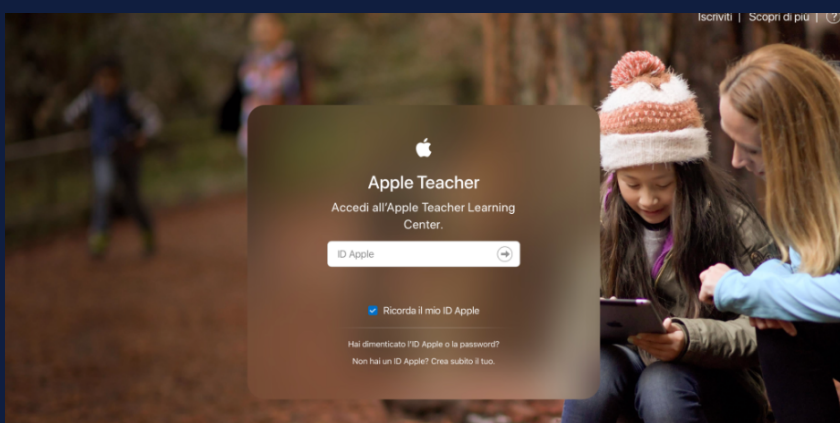 Iscriviti | Scopri di più | ?
Apple Teacher
Accedi all'Apple Teacher Learning
Center.
ID Apple
Ricorda il mio ID Apple
Hai dimenticato l'ID Apple o la password?
Non hai un ID Apple? Crea subito il tuo.